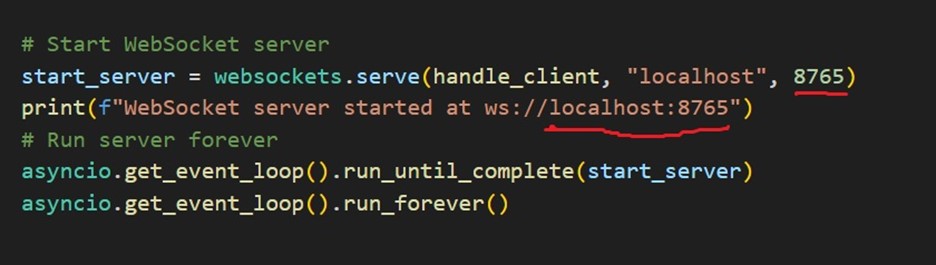 # Start WebSocket server
start_server = websockets.serve(handle_client, "localhost", 8765)
print(f"WebSocket server started at ws://localhost:8765")
# Run server forever
asyncio.get_event_loop().run_until_complete(start_server)
asyncio.get_event_loop().run_forever()